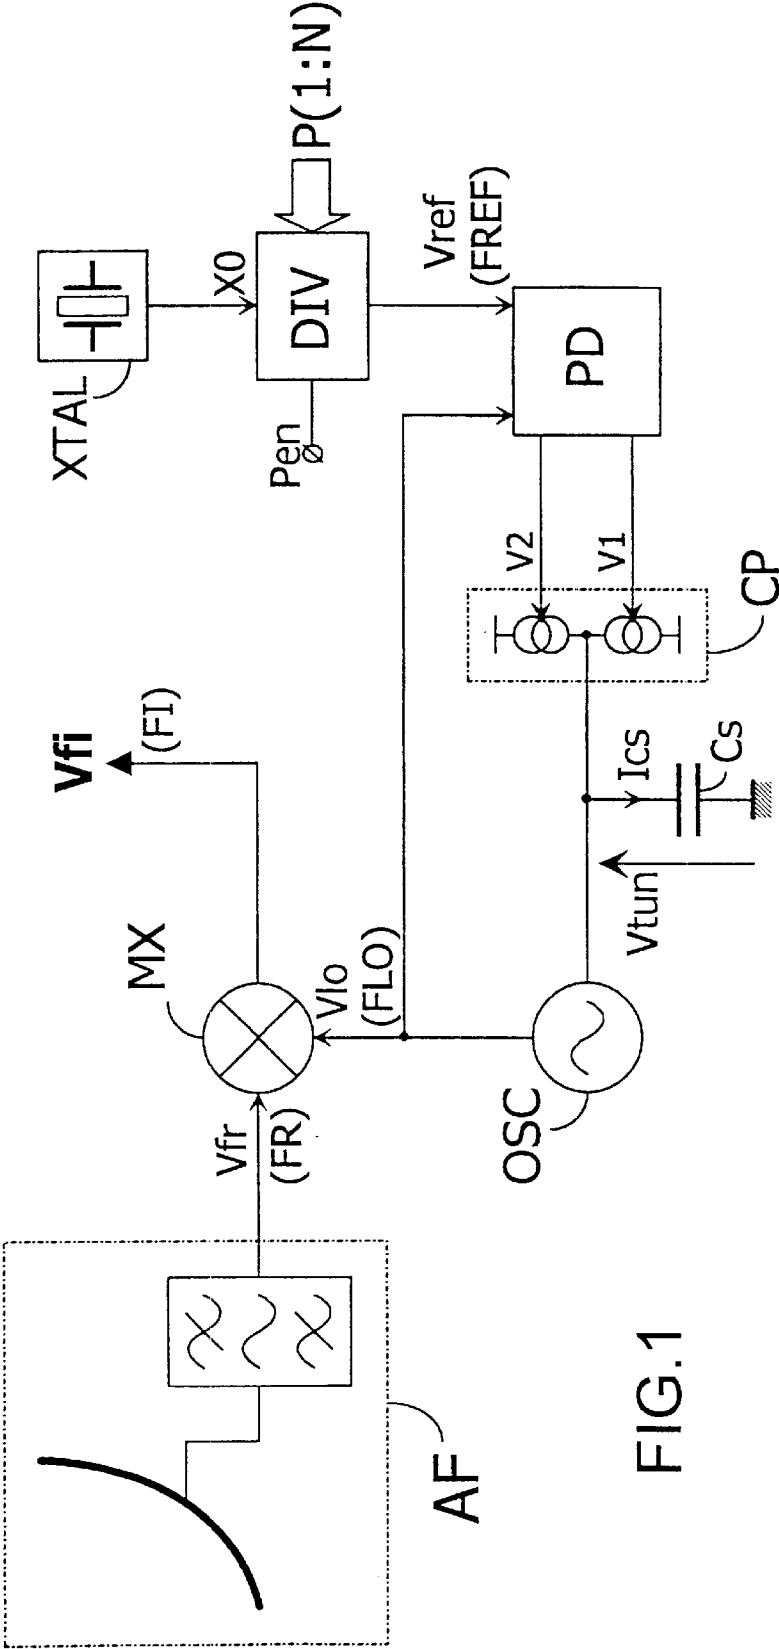 AF
Vfr
(FR)
MX
Vfi
(FI)
Vlo
(FLO)
OSC
Vtun
Ics
Cs
CP
V2
V1
PD
Vref
(FREF)
Pen
DIV
X0
XTAL
P(1:N)
FIG.1